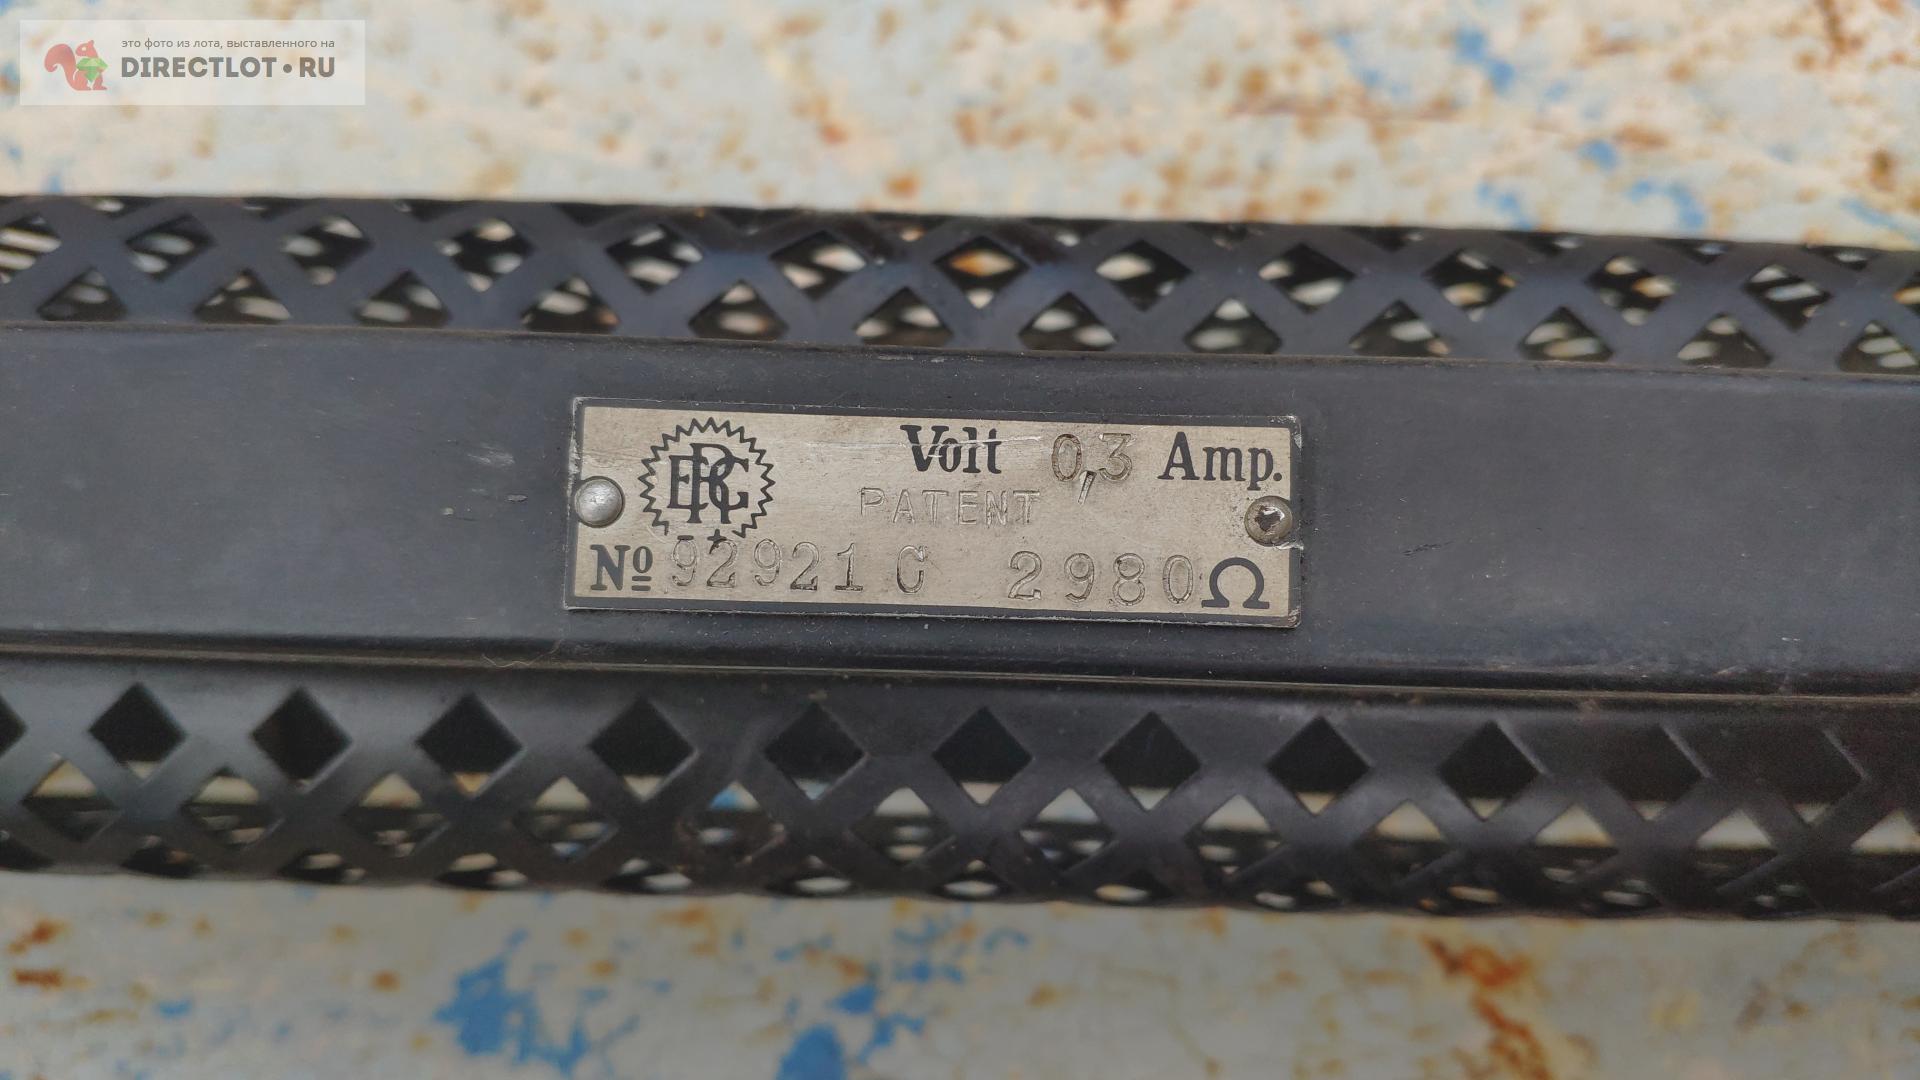 это фото из лота, выставленного на
DIRECTLOT•RU
Volt 0,3 Amp.
PATENT
№ 92921 C 2980 Ω